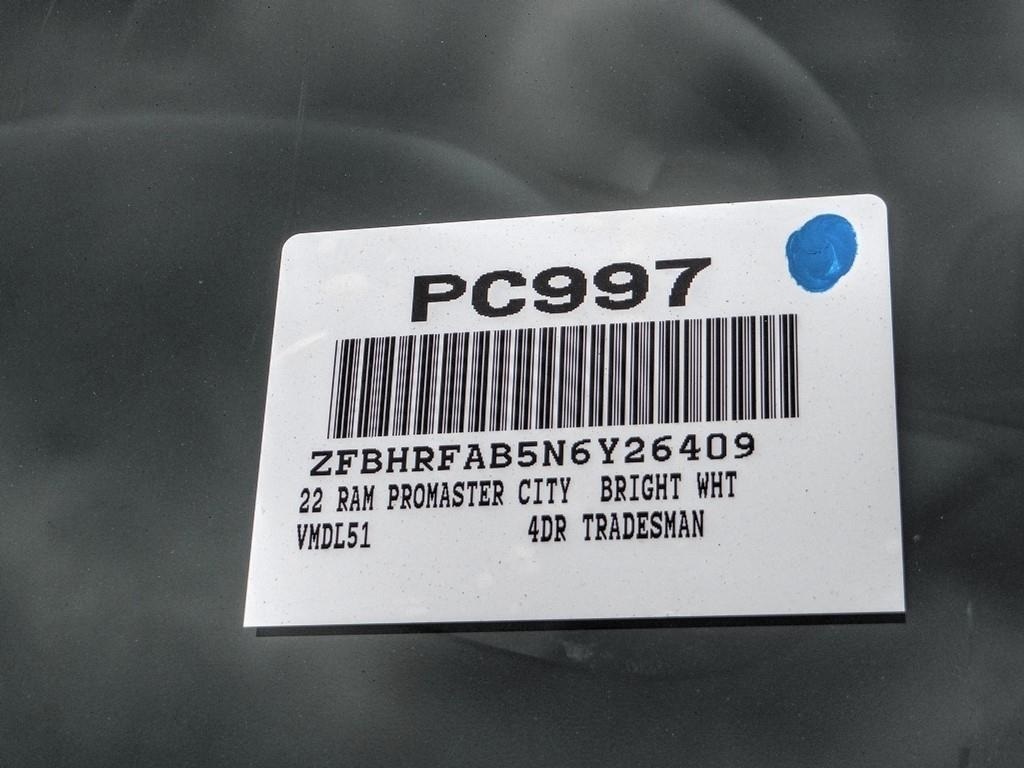 PC997
ZFBHRFAB5N6Y26409
22 RAM PROMASTER CITY BRIGHT WHT
VMDL51 4DR TRADESMAN